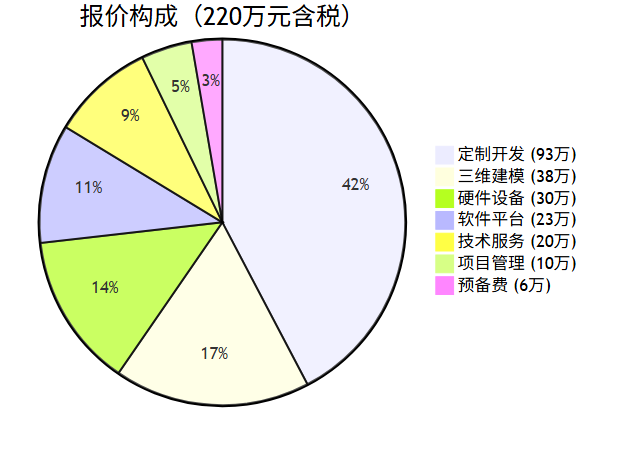 报价构成（220万元含税）
42%
17%
14%
11%
9%
5%
3%
定制开发 (93万)
三维建模 (38万)
硬件设备 (30万)
软件平台 (23万)
技术服务 (20万)
项目管理 (10万)
预备费 (6万)